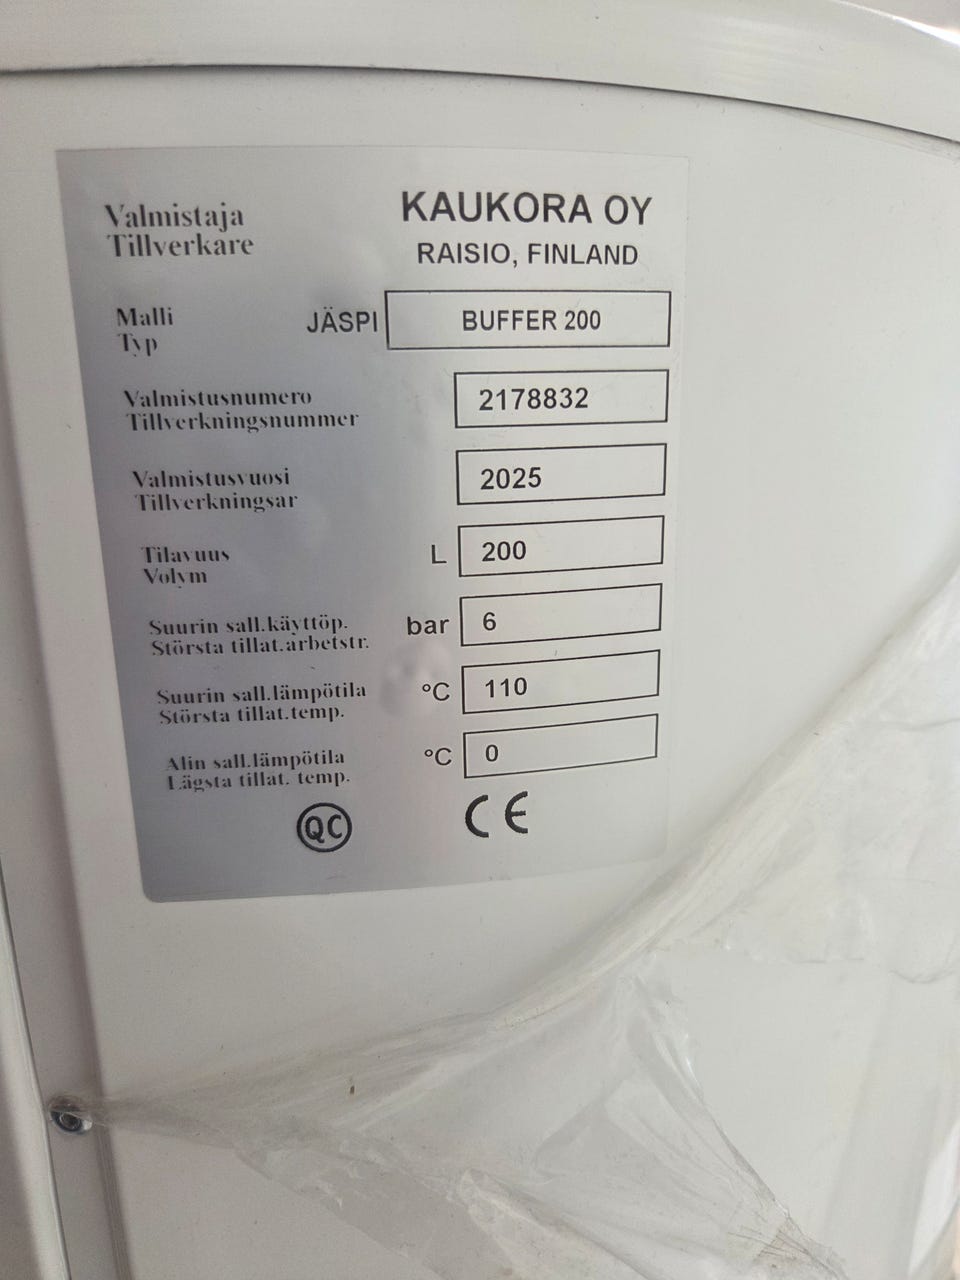 Valmistaja KAUKORA OY
Tillverkare RAISIO, FINLAND
Malli JÄSPI BUFFER 200
Typ
Valmistusnumero 2178832
Tillverkningsnummer
Valmistusvuosi 2025
Tillverkningsar
Tilavuus L 200
Volym
Suurin sall.käyttöp. bar 6
Största tillat.arbetstr.
Suurin sall.lämpötila °C 110
Största tillat.temp.
Alin sall.lämpötila °C 0
Lägsta tillat. temp.
QC CE